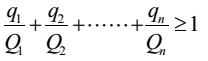 q₁/Q₁ + q₂/Q₂ + ⋯⋯ + qₙ/Qₙ ≥ 1